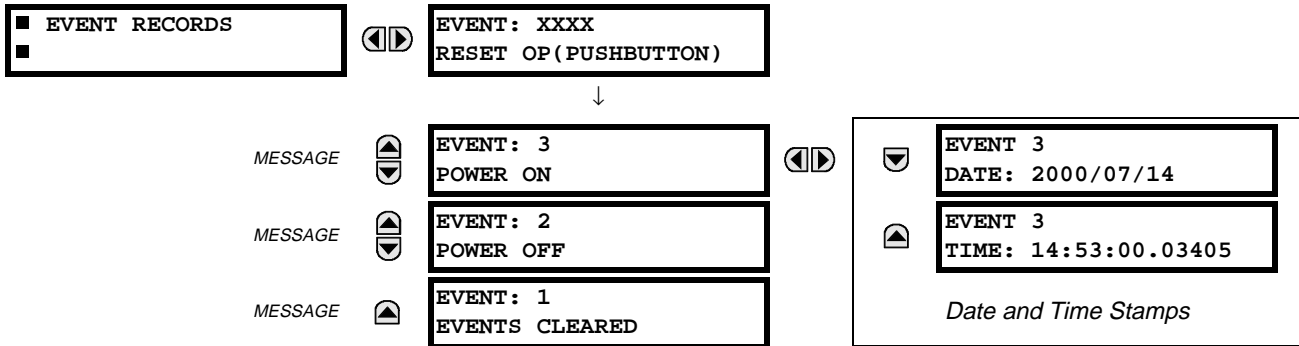 ■ EVENT RECORDS
■
EVENT: XXXX
RESET OP(PUSHBUTTON)
↓
MESSAGE
EVENT: 3
POWER ON
EVENT 3
DATE: 2000/07/14
MESSAGE
EVENT: 2
POWER OFF
EVENT 3
TIME: 14:53:00.03405
MESSAGE
EVENT: 1
EVENTS CLEARED
Date and Time Stamps